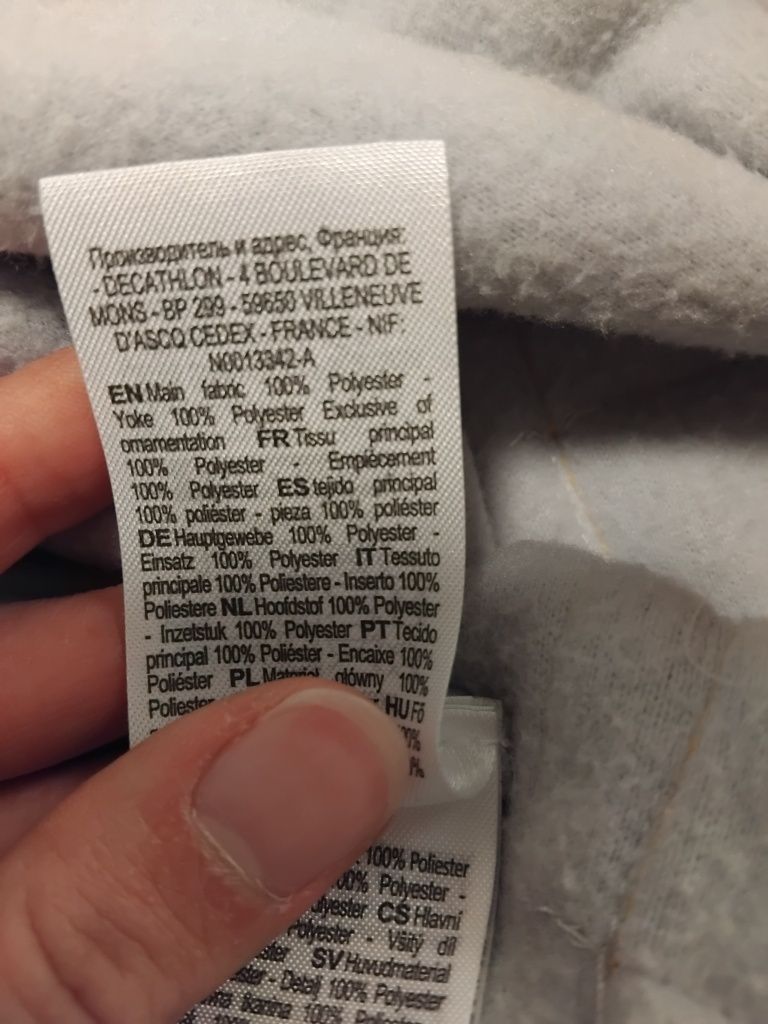 Производитель и адрес, Франция:
- DECATHLON - 4 BOULEVARD DE
MONS - BP 299 - 59650 VILLENEUVE
D'ASCQ CEDEX - FRANCE - NIF:
N0013342-A
EN Main fabric 100% Polyester -
Yoke 100% Polyester Exclusive of
ornamentation FR Tissu principal
100% Polyester - Empiècement
100% Polyester ES tejido principal
100% poliéster - pieza 100% poliéster
DE Hauptgewebe 100% Polyester -
Einsatz 100% Polyester IT Tessuto
principale 100% Poliestere - Inserto 100%
Poliestere NL Hoofdstof 100% Polyester
- Inzetstuk 100% Polyester PT Tecido
principal 100% Poliéster - Encaixe 100%
Poliéster PL Materiał główny 100%
Poliester HU Fő
100% Poliester
Polyester -
CS Hlavní
- Všitý díl
SV Huvudmaterial
- Detalj 100% Polyester
100%